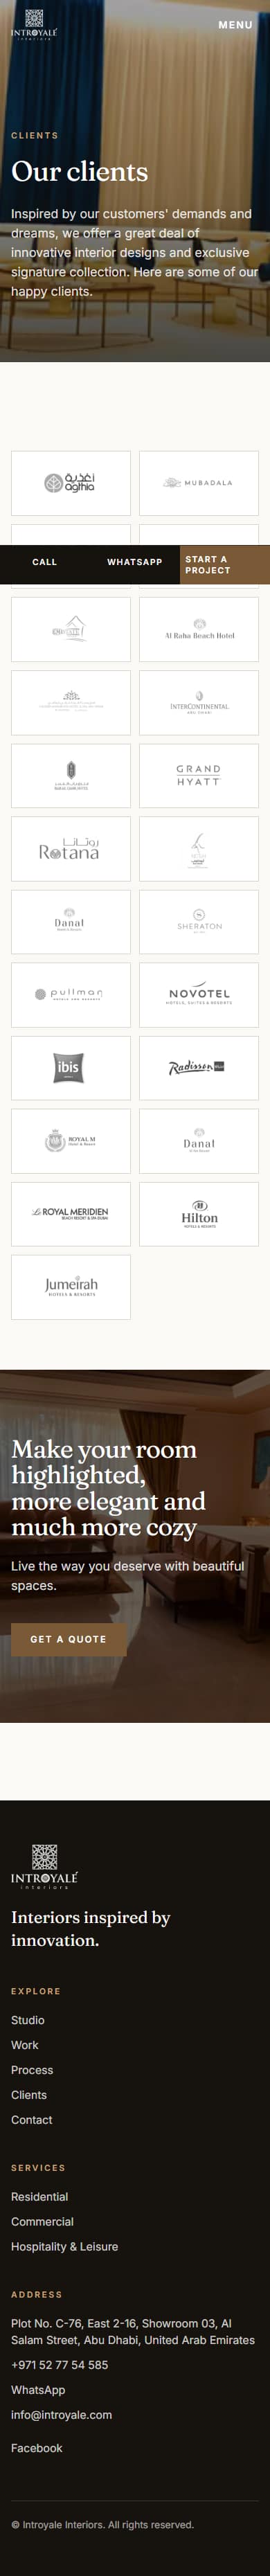 INTROYALE
interiors
MENU
CLIENTS
Our clients
Inspired by our customers' demands and
dreams, we offer a great deal of
innovative interior designs and exclusive
signature collection. Here are some of our
happy clients.
agthia
MUBADALA
CALL
WHATSAPP
START A
PROJECT
Al Raha Beach Hotel
INTERCONTINENTAL
ABU DHABI
GRAND
HYATT
Rotana
Danat
SHERATON
pullman
NOVOTEL
HOTELS, SUITES & RESORTS
ibis
Radisson
ROYAL M
Danat
Le ROYAL MERIDIEN
Hilton
HOTELS & RESORTS
Jumeirah
HOTELS & RESORTS
Make your room
highlighted,
more elegant and
much more cozy
Live the way you deserve with beautiful
spaces.
GET A QUOTE
INTROYALE
interiors
Interiors inspired by
innovation.
EXPLORE
Studio
Work
Process
Clients
Contact
SERVICES
Residential
Commercial
Hospitality & Leisure
ADDRESS
Plot No. C-76, East 2-16, Showroom 03, Al
Salam Street, Abu Dhabi, United Arab Emirates
+971 52 77 54 585
WhatsApp
info@introyale.com
Facebook
© Introyale Interiors. All rights reserved.